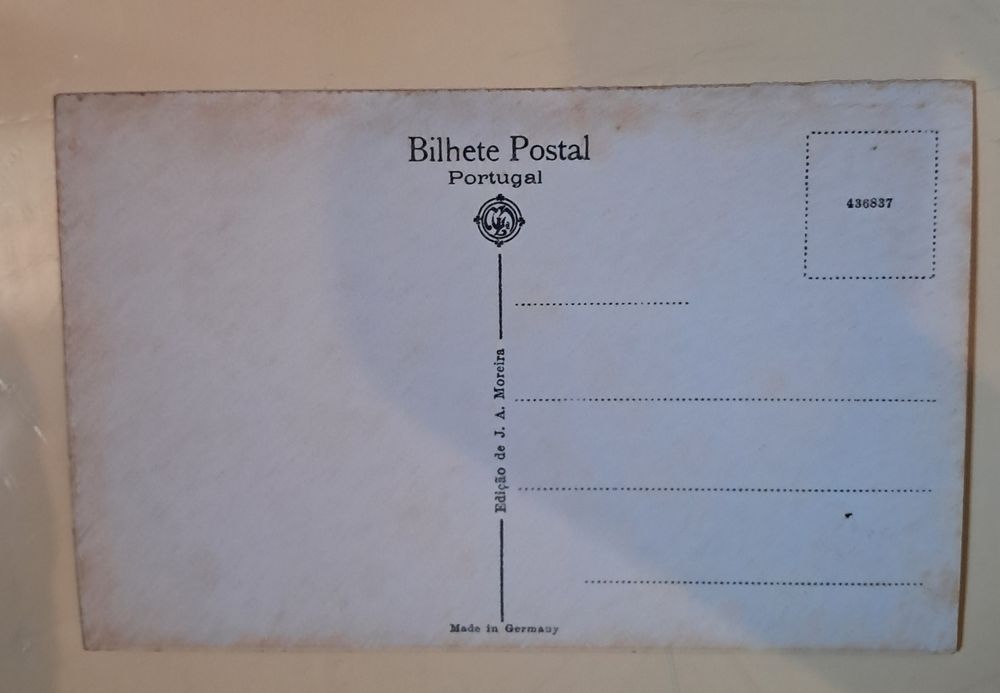 Bilhete Postal
Portugal
436837
Edição de J. A. Moreira
Made in Germany